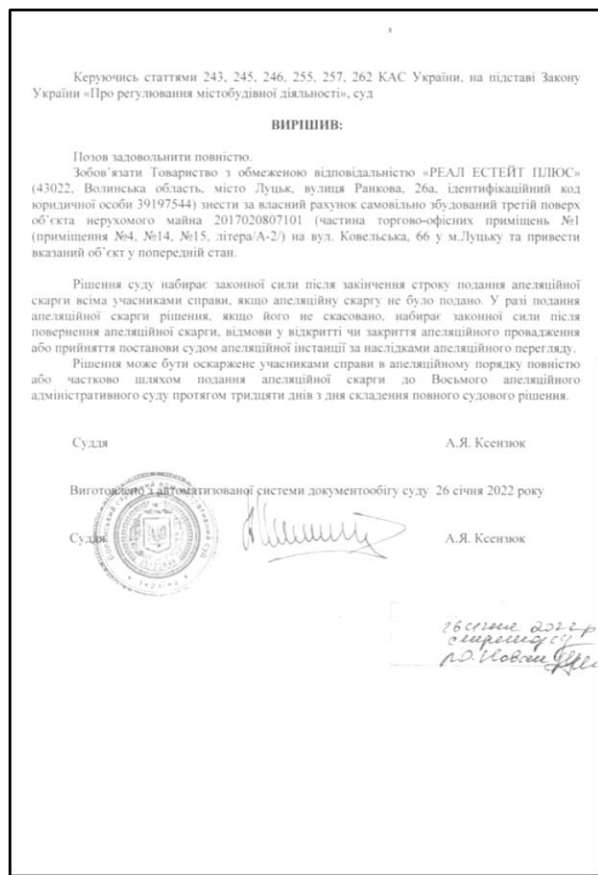 Керуючись статтями 243, 245, 246, 255, 257, 262 КАС України, на підставі Закону
України «Про регулювання містобудівної діяльності», суд
ВИРІШИВ:
Позов задовольнити повністю.
Зобов’язати Товариство з обмеженою відповідальністю «РЕАЛ ЕСТЕЙТ ПЛЮС»
(43022, Волинська область, місто Луцьк, вулиця Ранкова, 26а, ідентифікаційний код
юридичної особи 39197544) знести за власний рахунок самовільно збудований третій поверх
об’єкта нерухомого майна 2017020807101 (частина торгово-офісних приміщень №1
(приміщення №4, №14, №15, літера/А-2/) на вул. Ковельська, 66 у м.Луцьку та привести
вказаний об’єкт у попередній стан.
Рішення суду набирає законної сили після закінчення строку подання апеляційної
скарги всіма учасниками справи, якщо апеляційну скаргу не було подано. У разі подання
апеляційної скарги рішення, якщо його не скасовано, набирає законної сили після
повернення апеляційної скарги, відмови у відкритті чи закриття апеляційного провадження
або прийняття постанови судом апеляційної інстанції за наслідками апеляційного перегляду.
Рішення може бути оскаржене учасниками справи в апеляційному порядку повністю
або частково шляхом подання апеляційної скарги до Восьмого апеляційного
адміністративного суду протягом тридцяти днів з дня складення повного судового рішення.
Суддя А.Я. Ксензюк
Виготовлено з автоматизованої системи документообігу суду 26 січня 2022 року
Суддя А.Я. Ксензюк
26 січня 2022 р